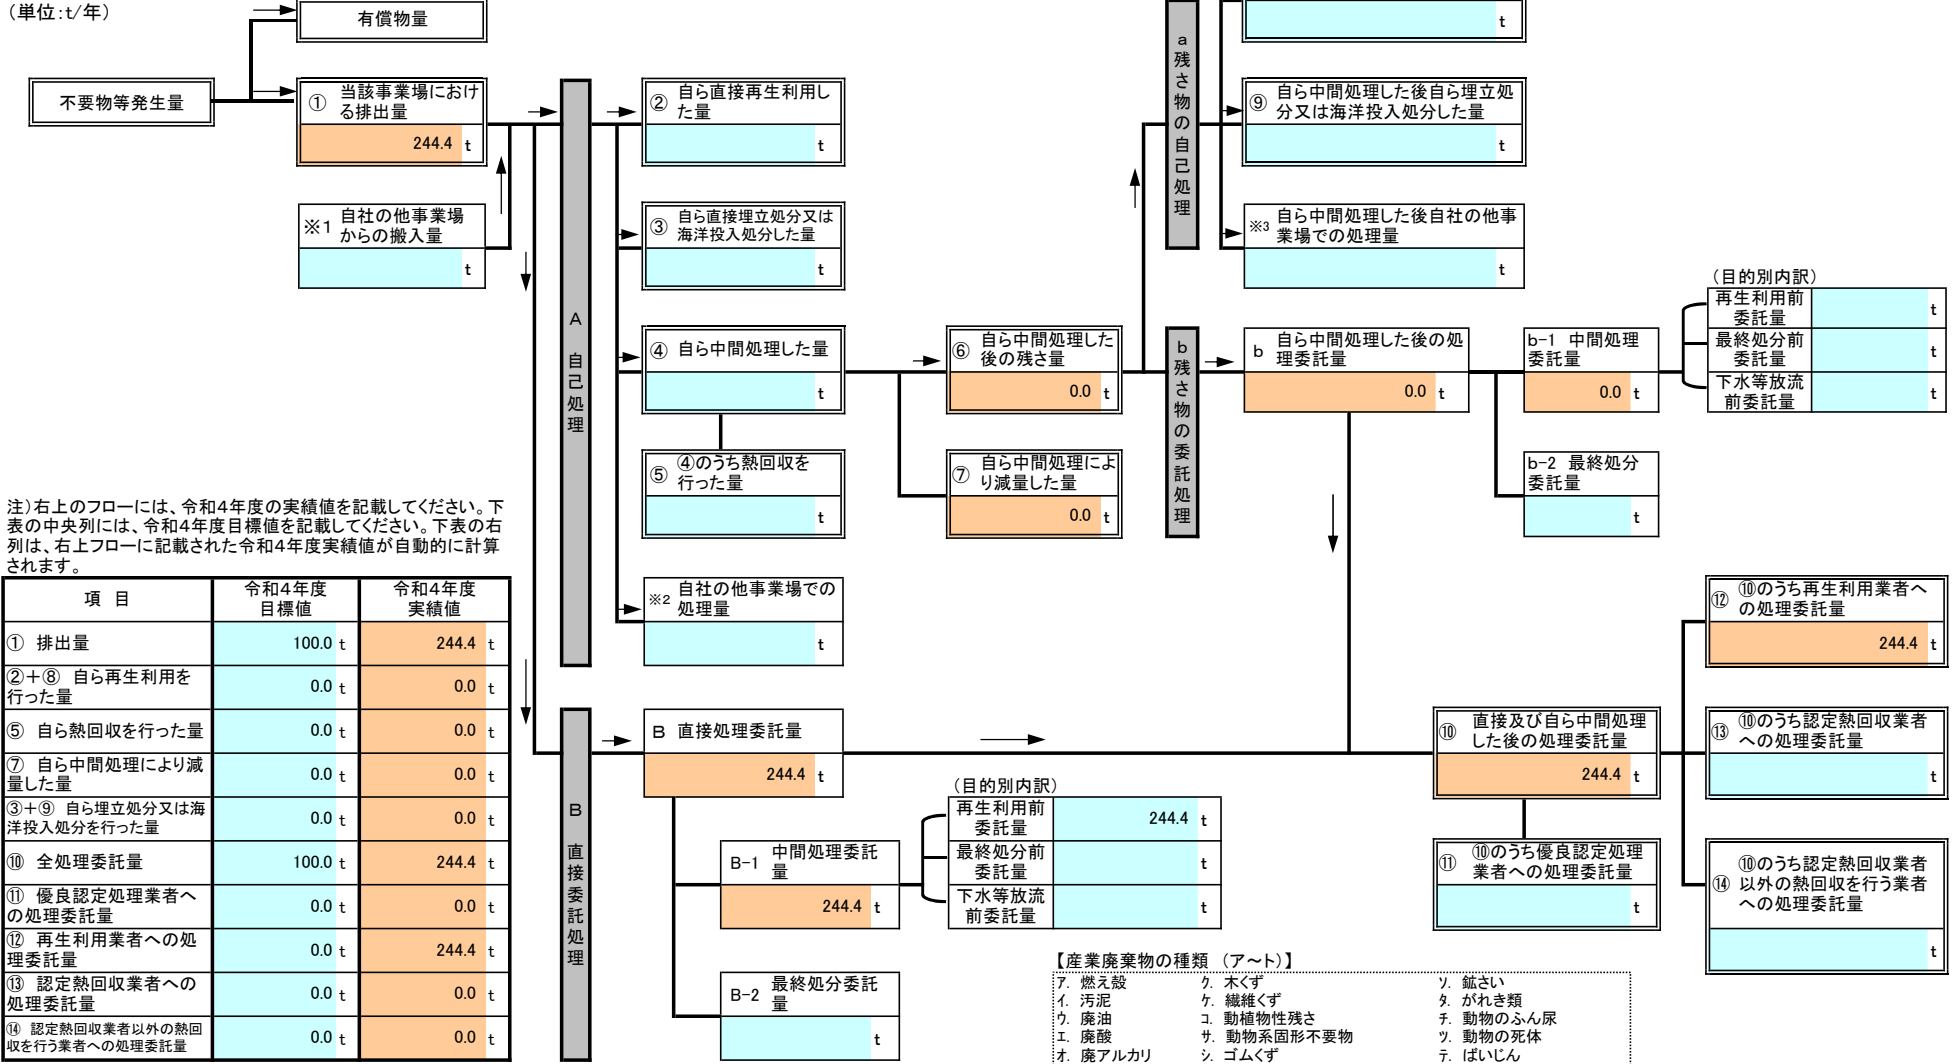 (単位:t/年)
有償物量
不要物等発生量
① 当該事業場におけ
る排出量
244.4 t
※1 自社の他事業場
からの搬入量
t
A 自己処理
② 自ら直接再生利用し
た量
t
③ 自ら直接埋立処分又は
海洋投入処分した量
t
④ 自ら中間処理した量
t
⑤ ④のうち熱回収を
行った量
t
※2 自社の他事業場での
処理量
t
⑥ 自ら中間処理した
後の残さ量
0.0 t
⑦ 自ら中間処理によ
り減量した量
0.0 t
a 残さ物の自己処理
t
⑨ 自ら中間処理した後自ら埋立処
分又は海洋投入処分した量
t
※3 自ら中間処理した後自社の他事
業場での処理量
t
b 残さ物の委託処理
b 自ら中間処理した後の処
理委託量
0.0 t
b-1 中間処理
委託量
0.0 t
b-2 最終処分
委託量
t
(目的別内訳)
再生利用前
委託量 t
最終処分前
委託量 t
下水等放流
前委託量 t
注)右上のフローには、令和4年度の実績値を記載してください。下
表の中央列には、令和4年度目標値を記載してください。下表の右
列は、右上フローに記載された令和4年度実績値が自動的に計算
されます。
項 目 令和4年度
目標値 令和4年度
実績値
① 排出量 100.0 t 244.4 t
②+⑧ 自ら再生利用を
行った量 0.0 t 0.0 t
⑤ 自ら熱回収を行った量 0.0 t 0.0 t
⑦ 自ら中間処理により減
量した量 0.0 t 0.0 t
③+⑨ 自ら埋立処分又は海
洋投入処分を行った量 0.0 t 0.0 t
⑩ 全処理委託量 100.0 t 244.4 t
⑪ 優良認定処理業者へ
の処理委託量 0.0 t 0.0 t
⑫ 再生利用業者への処
理委託量 0.0 t 244.4 t
⑬ 認定熱回収業者への
処理委託量 0.0 t 0.0 t
⑭ 認定熱回収業者以外の熱回
収を行う業者への処理委託量 0.0 t 0.0 t
B 直接委託処理
B 直接処理委託量
244.4 t
B-1 中間処理委託
量
244.4 t
B-2 最終処分委託
量
t
(目的別内訳)
再生利用前
委託量 244.4 t
最終処分前
委託量 t
下水等放流
前委託量 t
⑩ 直接及び自ら中間処理
した後の処理委託量
244.4 t
⑪ ⑩のうち優良認定処理
業者への処理委託量
t
⑫ ⑩のうち再生利用業者へ
の処理委託量
244.4 t
⑬ ⑩のうち認定熱回収業者
への処理委託量
t
⑭ ⑩のうち認定熱回収業者
以外の熱回収を行う業者
への処理委託量
t
【産業廃棄物の種類 (ア~ト)】
ア. 燃え殻 ク. 木くず ソ. 鉱さい
イ. 汚泥 ケ. 繊維くず タ. がれき類
ウ. 廃油 コ. 動植物性残さ チ. 動物のふん尿
エ. 廃酸 サ. 動物系固形不要物 ツ. 動物の死体
オ. 廃アルカリ シ. ゴムくず テ. ばいじん